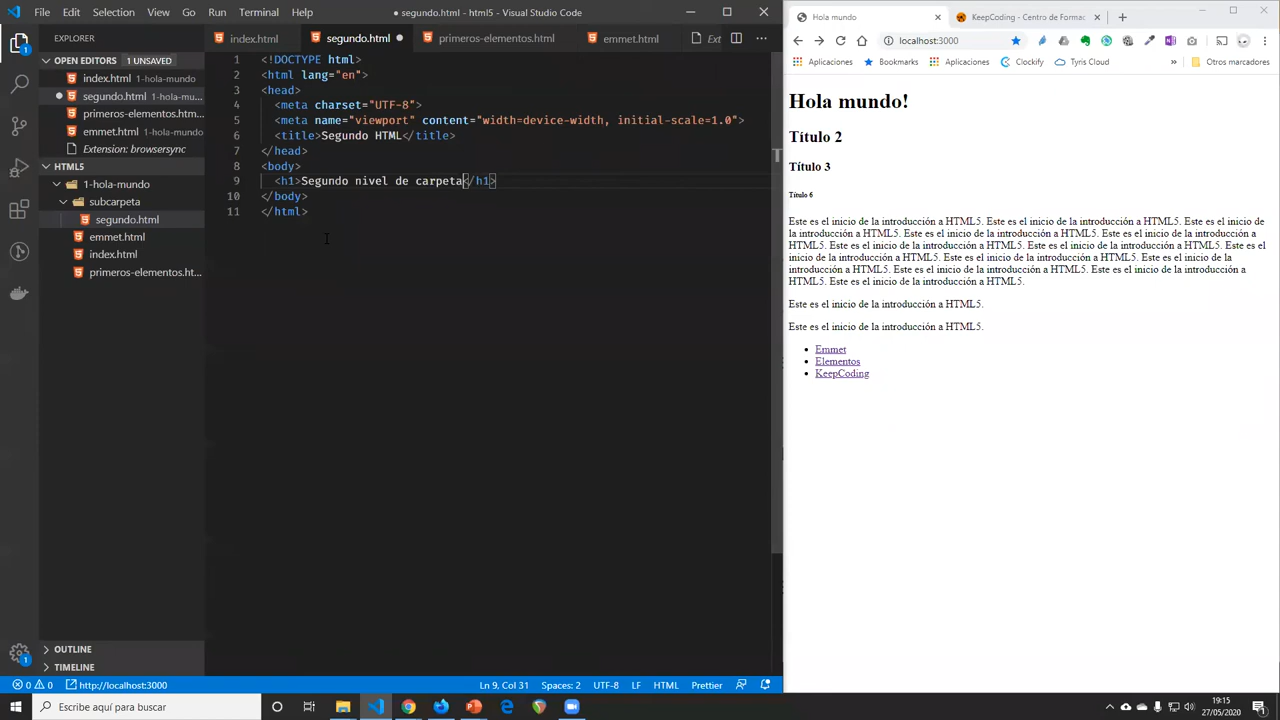 File Edit Selection View Go Run Terminal Help
● segundo.html - html5 - Visual Studio Code
EXPLORER
OPEN EDITORS 1 UNSAVED
index.html 1-hola-mundo
segundo.html 1-hola-mu...
primeros-elementos.htm...
emmet.html 1-hola-mundo
Extension: browsersync
HTML5
1-hola-mundo
subcarpeta
segundo.html
emmet.html
index.html
primeros-elementos.ht...
OUTLINE
TIMELINE
index.html segundo.html primeros-elementos.html emmet.html Ext
1 <!DOCTYPE html>
2 <html lang="en">
3 <head>
4 <meta charset="UTF-8">
5 <meta name="viewport" content="width=device-width, initial-scale=1.0">
6 <title>Segundo HTML</title>
7 </head>
8 <body>
9 <h1>Segundo nivel de carpeta</h1>
10 </body>
11 </html>
0 0 http://localhost:3000 Ln 9, Col 31 Spaces: 2 UTF-8 LF HTML Prettier
Hola mundo KeepCoding - Centro de Formac
localhost:3000
Aplicaciones Bookmarks Aplicaciones Clockify Tyris Cloud » Otros marcadores
Hola mundo!
Título 2
Título 3
Título 6
Este es el inicio de la introducción a HTML5. Este es el inicio de la introducción a HTML5. Este es el inicio de la
introducción a HTML5. Este es el inicio de la introducción a HTML5. Este es el inicio de la introducción a
HTML5. Este es el inicio de la introducción a HTML5. Este es el inicio de la introducción a HTML5. Este es el
inicio de la introducción a HTML5. Este es el inicio de la introducción a HTML5. Este es el inicio de la
introducción a HTML5. Este es el inicio de la introducción a HTML5. Este es el inicio de la introducción a
HTML5. Este es el inicio de la introducción a HTML5.
Este es el inicio de la introducción a HTML5.
Este es el inicio de la introducción a HTML5.
• Emmet
• Elementos
• KeepCoding
Escribe aquí para buscar
19:15
27/05/2020